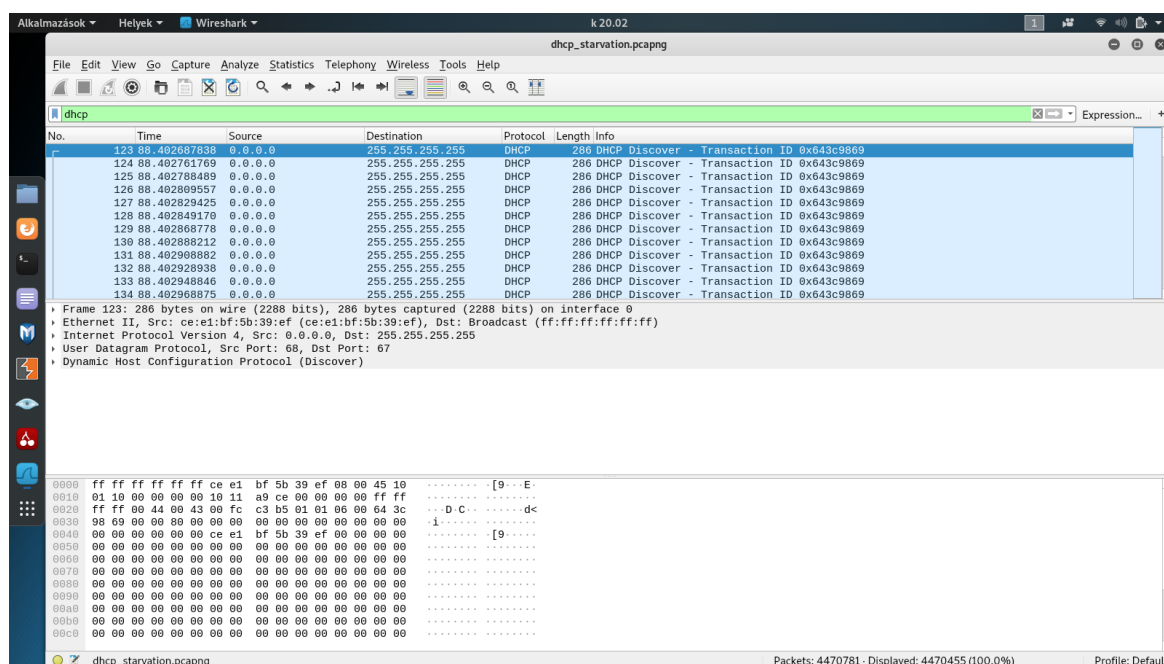 Alkalmazások ▾ Helyek ▾ Wireshark ▾ k 20.02 1
dhcp_starvation.pcapng
File Edit View Go Capture Analyze Statistics Telephony Wireless Tools Help
dhcp Expression… +
No. Time Source Destination Protocol Length Info
123 88.402687838 0.0.0.0 255.255.255.255 DHCP 286 DHCP Discover - Transaction ID 0x643c9869
124 88.402761769 0.0.0.0 255.255.255.255 DHCP 286 DHCP Discover - Transaction ID 0x643c9869
125 88.402788489 0.0.0.0 255.255.255.255 DHCP 286 DHCP Discover - Transaction ID 0x643c9869
126 88.402809557 0.0.0.0 255.255.255.255 DHCP 286 DHCP Discover - Transaction ID 0x643c9869
127 88.402829425 0.0.0.0 255.255.255.255 DHCP 286 DHCP Discover - Transaction ID 0x643c9869
128 88.402849170 0.0.0.0 255.255.255.255 DHCP 286 DHCP Discover - Transaction ID 0x643c9869
129 88.402868778 0.0.0.0 255.255.255.255 DHCP 286 DHCP Discover - Transaction ID 0x643c9869
130 88.402888212 0.0.0.0 255.255.255.255 DHCP 286 DHCP Discover - Transaction ID 0x643c9869
131 88.402908882 0.0.0.0 255.255.255.255 DHCP 286 DHCP Discover - Transaction ID 0x643c9869
132 88.402928938 0.0.0.0 255.255.255.255 DHCP 286 DHCP Discover - Transaction ID 0x643c9869
133 88.402948846 0.0.0.0 255.255.255.255 DHCP 286 DHCP Discover - Transaction ID 0x643c9869
134 88.402968875 0.0.0.0 255.255.255.255 DHCP 286 DHCP Discover - Transaction ID 0x643c9869
Frame 123: 286 bytes on wire (2288 bits), 286 bytes captured (2288 bits) on interface 0
Ethernet II, Src: ce:e1:bf:5b:39:ef (ce:e1:bf:5b:39:ef), Dst: Broadcast (ff:ff:ff:ff:ff:ff)
Internet Protocol Version 4, Src: 0.0.0.0, Dst: 255.255.255.255
User Datagram Protocol, Src Port: 68, Dst Port: 67
Dynamic Host Configuration Protocol (Discover)
0000 ff ff ff ff ff ff ce e1 bf 5b 39 ef 08 00 45 10 ········ ·[9···E·
0010 01 10 00 00 00 00 10 11 a9 ce 00 00 00 00 ff ff ········ ········
0020 ff ff 00 44 00 43 00 fc c3 b5 01 01 06 00 64 3c ···D·C·· ······d<
0030 98 69 00 00 80 00 00 00 00 00 00 00 00 00 00 00 ·i······ ········
0040 00 00 00 00 00 00 ce e1 bf 5b 39 ef 00 00 00 00 ········ ·[9·····
0050 00 00 00 00 00 00 00 00 00 00 00 00 00 00 00 00 ········ ········
0060 00 00 00 00 00 00 00 00 00 00 00 00 00 00 00 00 ········ ········
0070 00 00 00 00 00 00 00 00 00 00 00 00 00 00 00 00 ········ ········
0080 00 00 00 00 00 00 00 00 00 00 00 00 00 00 00 00 ········ ········
0090 00 00 00 00 00 00 00 00 00 00 00 00 00 00 00 00 ········ ········
00a0 00 00 00 00 00 00 00 00 00 00 00 00 00 00 00 00 ········ ········
00b0 00 00 00 00 00 00 00 00 00 00 00 00 00 00 00 00 ········ ········
00c0 00 00 00 00 00 00 00 00 00 00 00 00 00 00 00 00 ········ ········
dhcp_starvation.pcapng Packets: 4470781 · Displayed: 4470455 (100.0%) Profile: Defaul